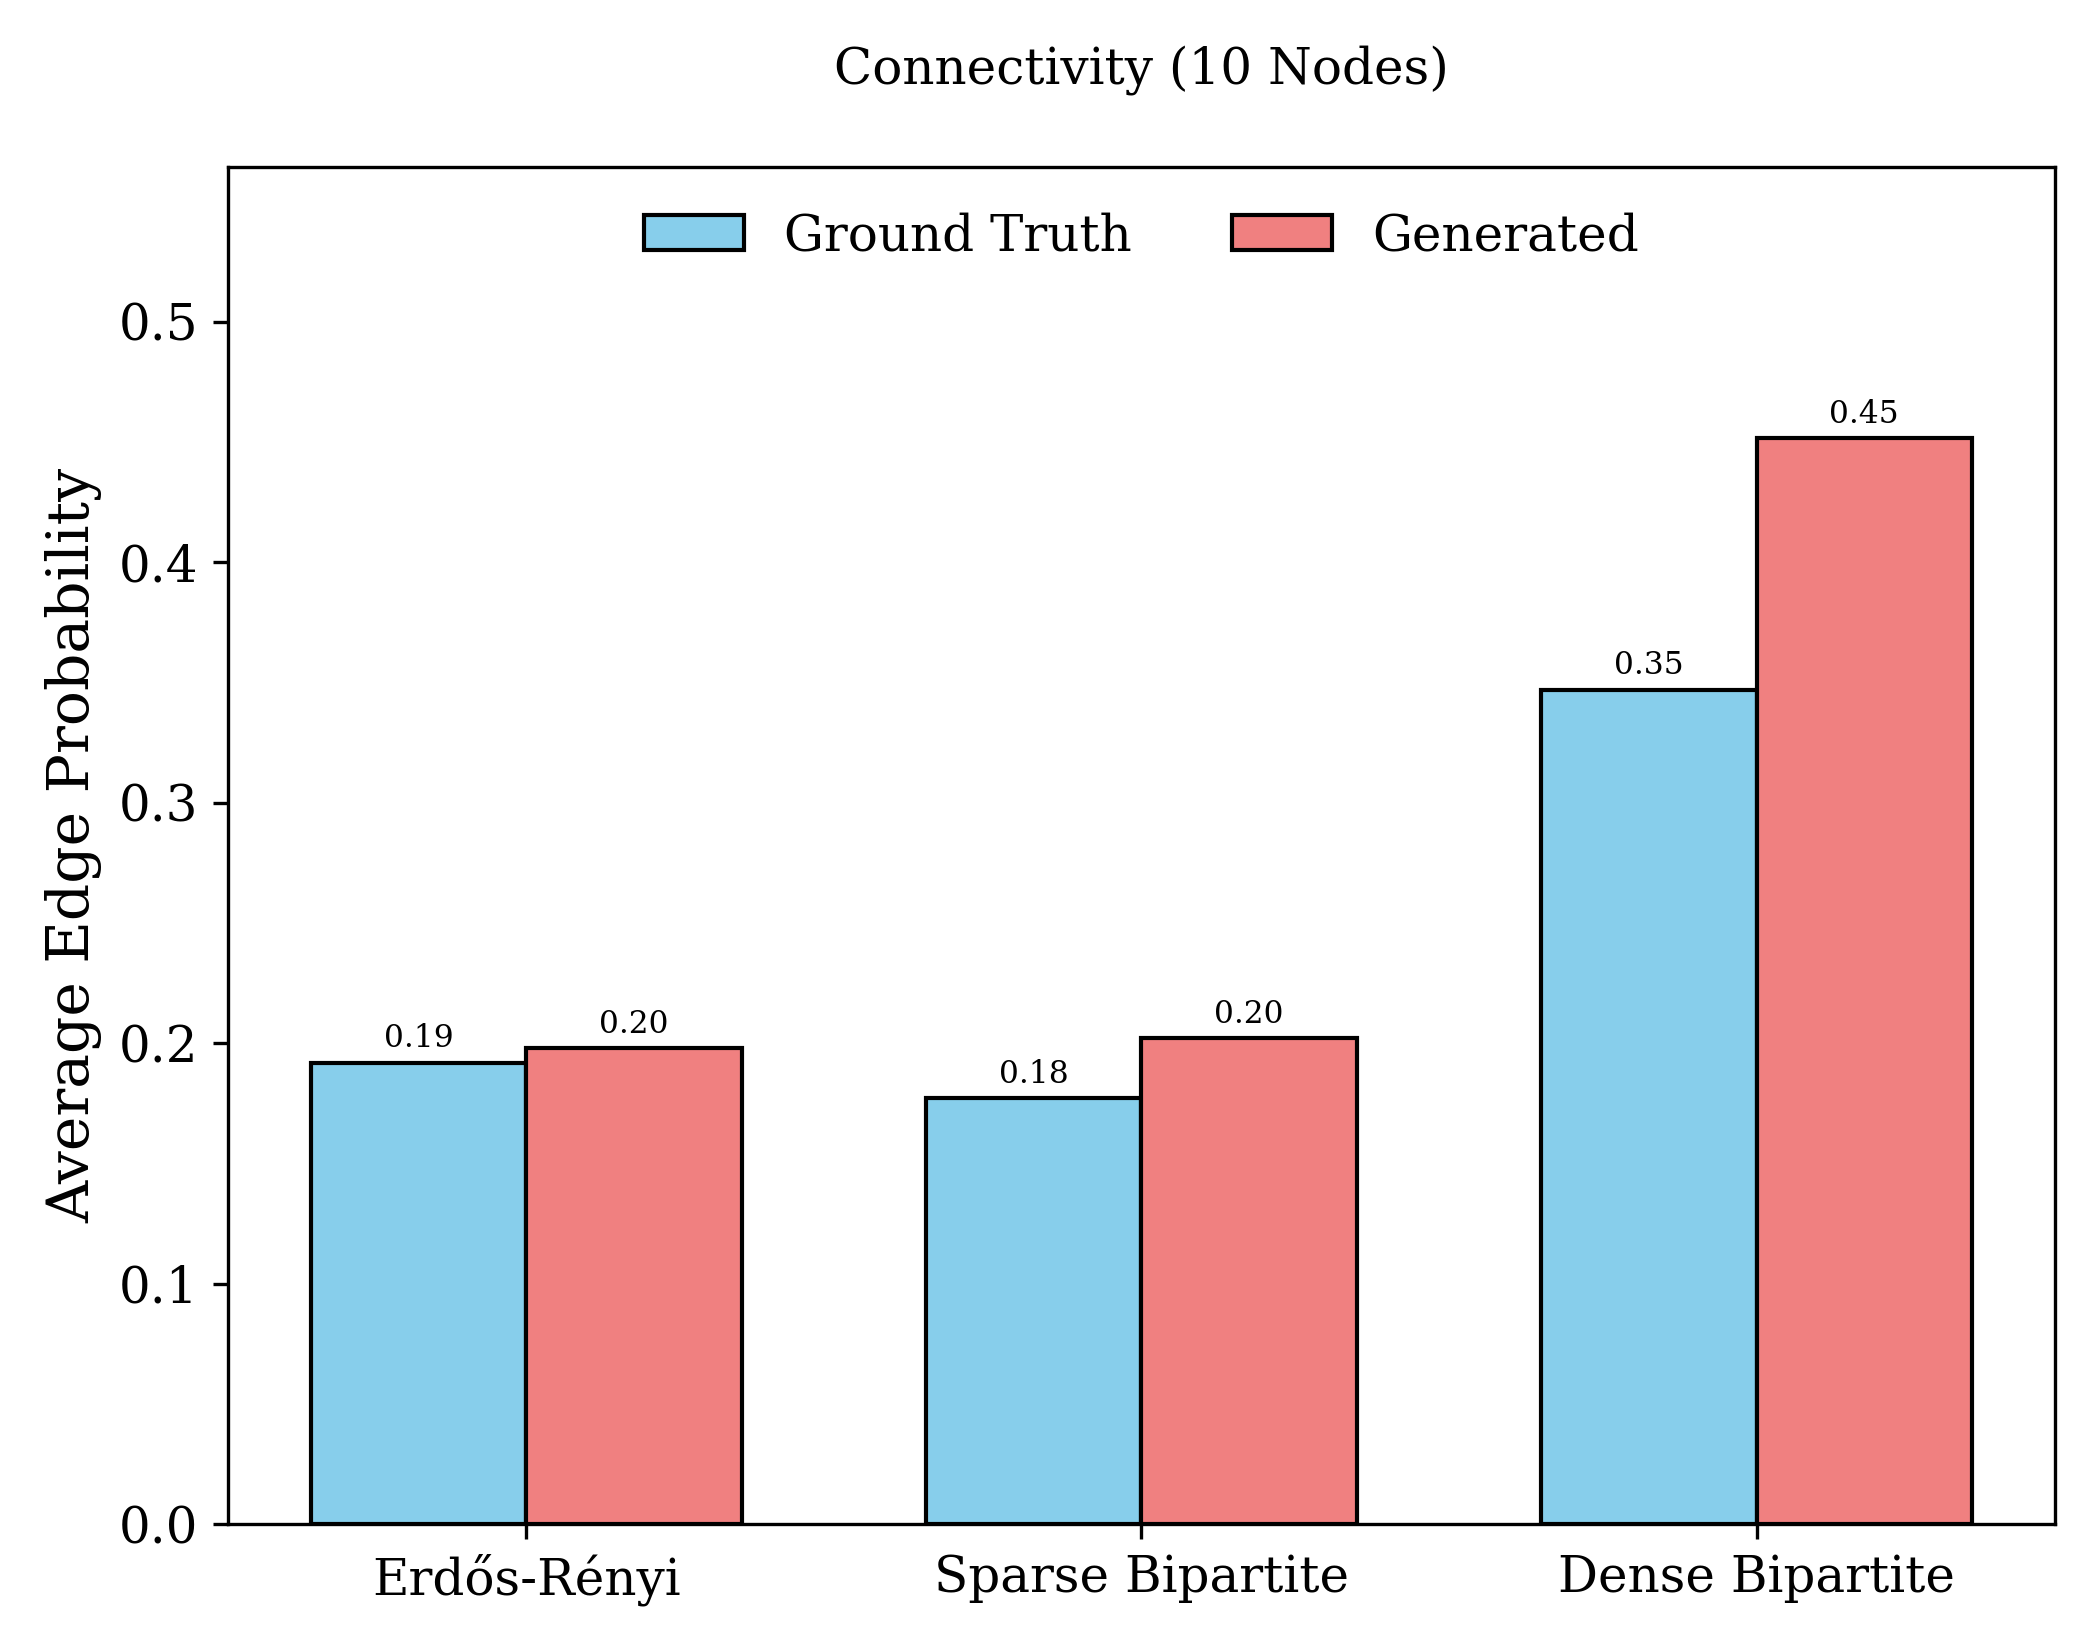 Connectivity (10 Nodes)
Ground Truth Generated
Average Edge Probability
0.5
0.4
0.3
0.2
0.1
0.0
0.19 0.20
0.18 0.20
0.35 0.45
Erdős-Rényi Sparse Bipartite Dense Bipartite